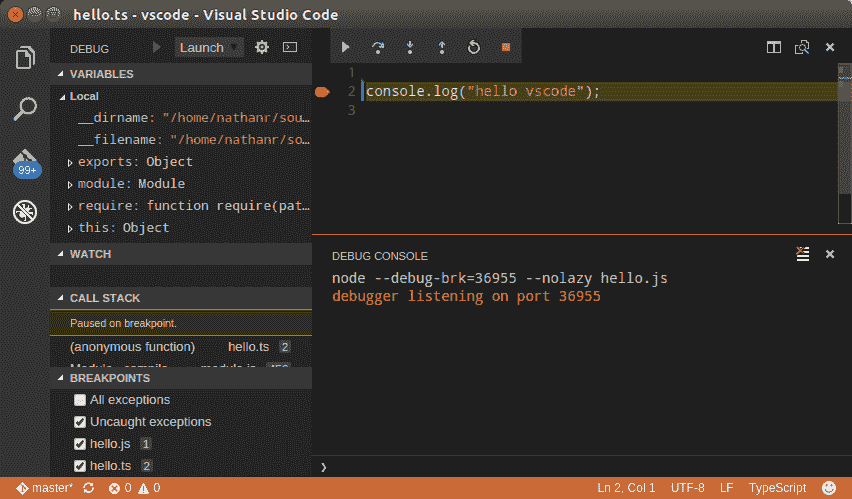 hello.ts - vscode - Visual Studio Code
DEBUG
Launch
VARIABLES
Local
__dirname: "/home/nathanr/sou…
__filename: "/home/nathanr/so…
exports: Object
module: Module
require: function require(pat…
this: Object
WATCH
CALL STACK
Paused on breakpoint.
(anonymous function) hello.ts 2
BREAKPOINTS
All exceptions
Uncaught exceptions
hello.js 1
hello.ts 2
99+
1
2 console.log("hello vscode");
3
DEBUG CONSOLE
node --debug-brk=36955 --nolazy hello.js
debugger listening on port 36955
❯
master* 0 0 Ln 2, Col 1 UTF-8 LF TypeScript